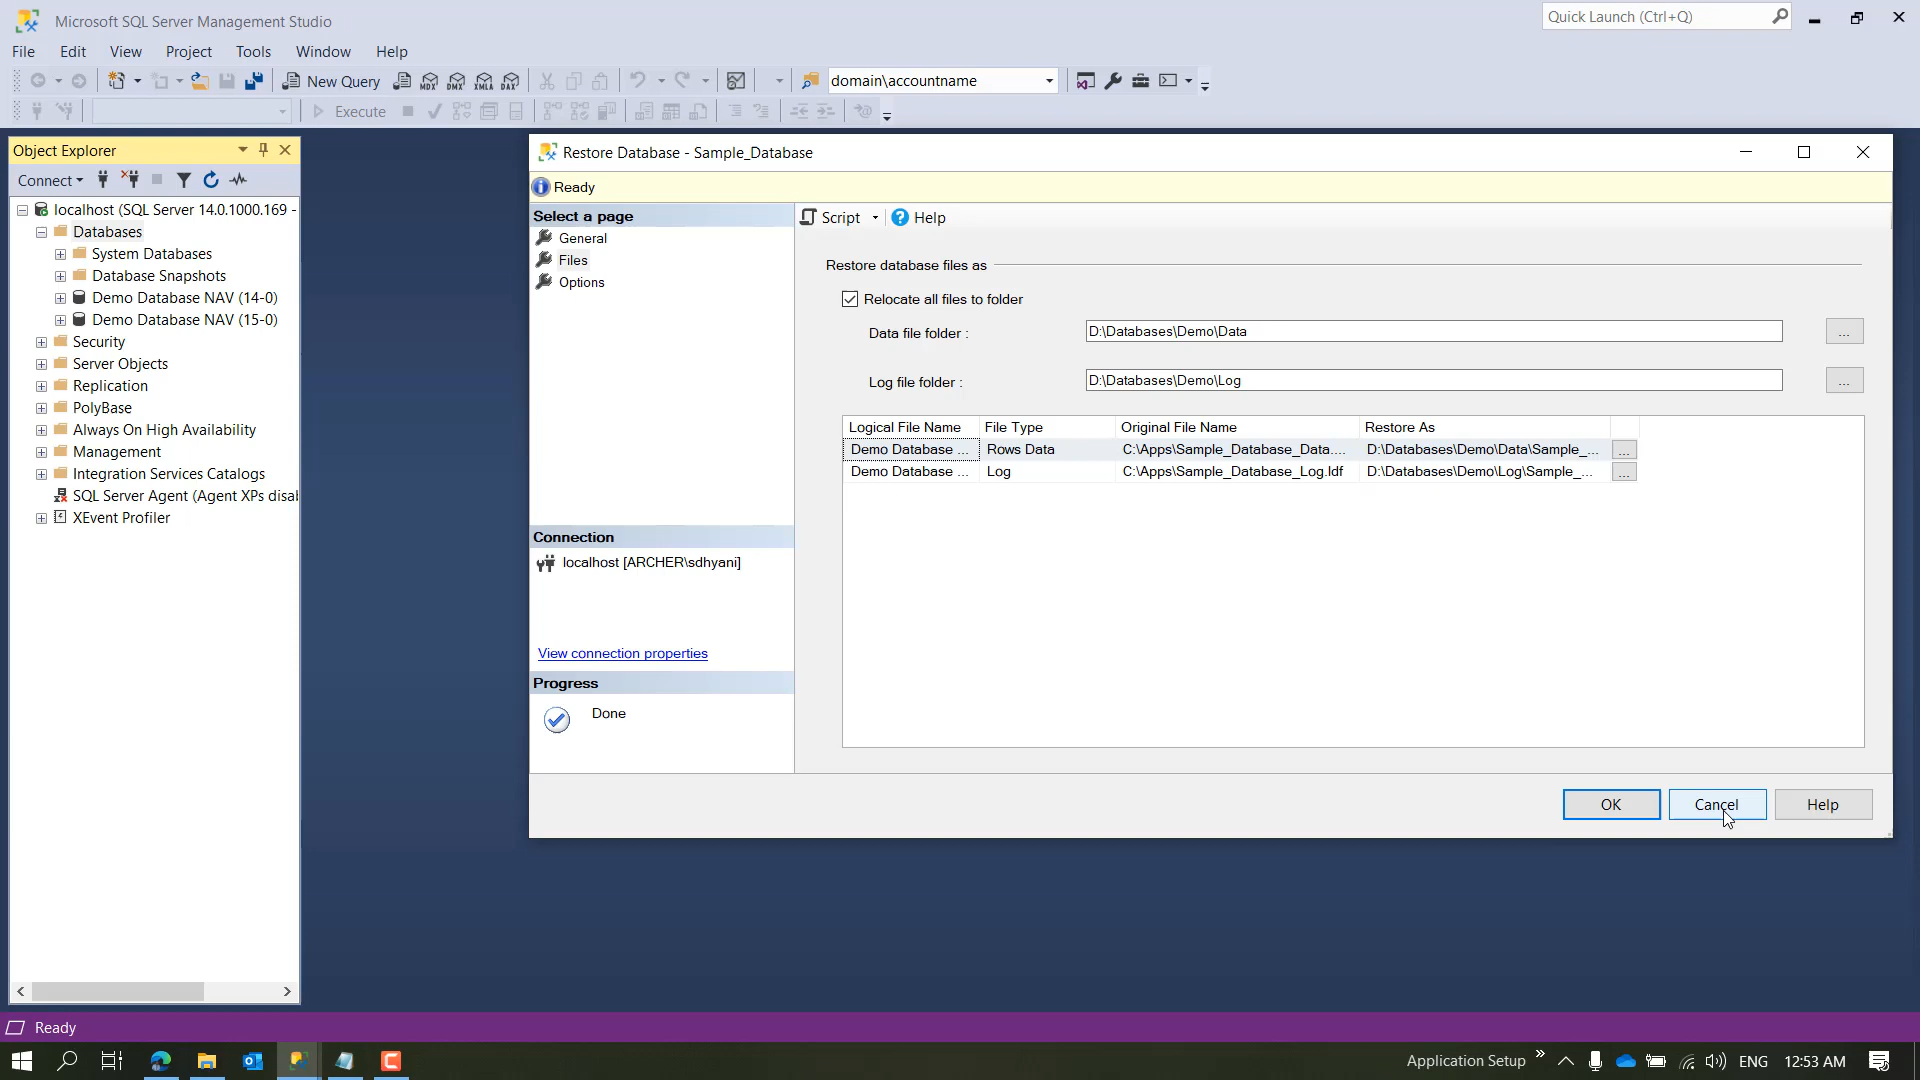 Microsoft SQL Server Management Studio
Quick Launch (Ctrl+Q)
File Edit View Project Tools Window Help
New Query MDX DMX XMLA DAX domain\accountname
Execute
Object Explorer
Connect
localhost (SQL Server 14.0.1000.169 -
Databases
System Databases
Database Snapshots
Demo Database NAV (14-0)
Demo Database NAV (15-0)
Security
Server Objects
Replication
PolyBase
Always On High Availability
Management
Integration Services Catalogs
SQL Server Agent (Agent XPs disal
XEvent Profiler
Restore Database - Sample_Database
Ready
Select a page
General
Files
Options
Connection
localhost [ARCHER\sdhyani]
View connection properties
Progress
Done
Script Help
Restore database files as
Relocate all files to folder
Data file folder : D:\Databases\Demo\Data ...
Log file folder : D:\Databases\Demo\Log ...
Logical File Name File Type Original File Name Restore As
Demo Database ... Rows Data C:\Apps\Sample_Database_Data.... D:\Databases\Demo\Data\Sample_... ...
Demo Database ... Log C:\Apps\Sample_Database_Log.ldf D:\Databases\Demo\Log\Sample_... ...
OK Cancel Help
Ready
Application Setup » ENG 12:53 AM